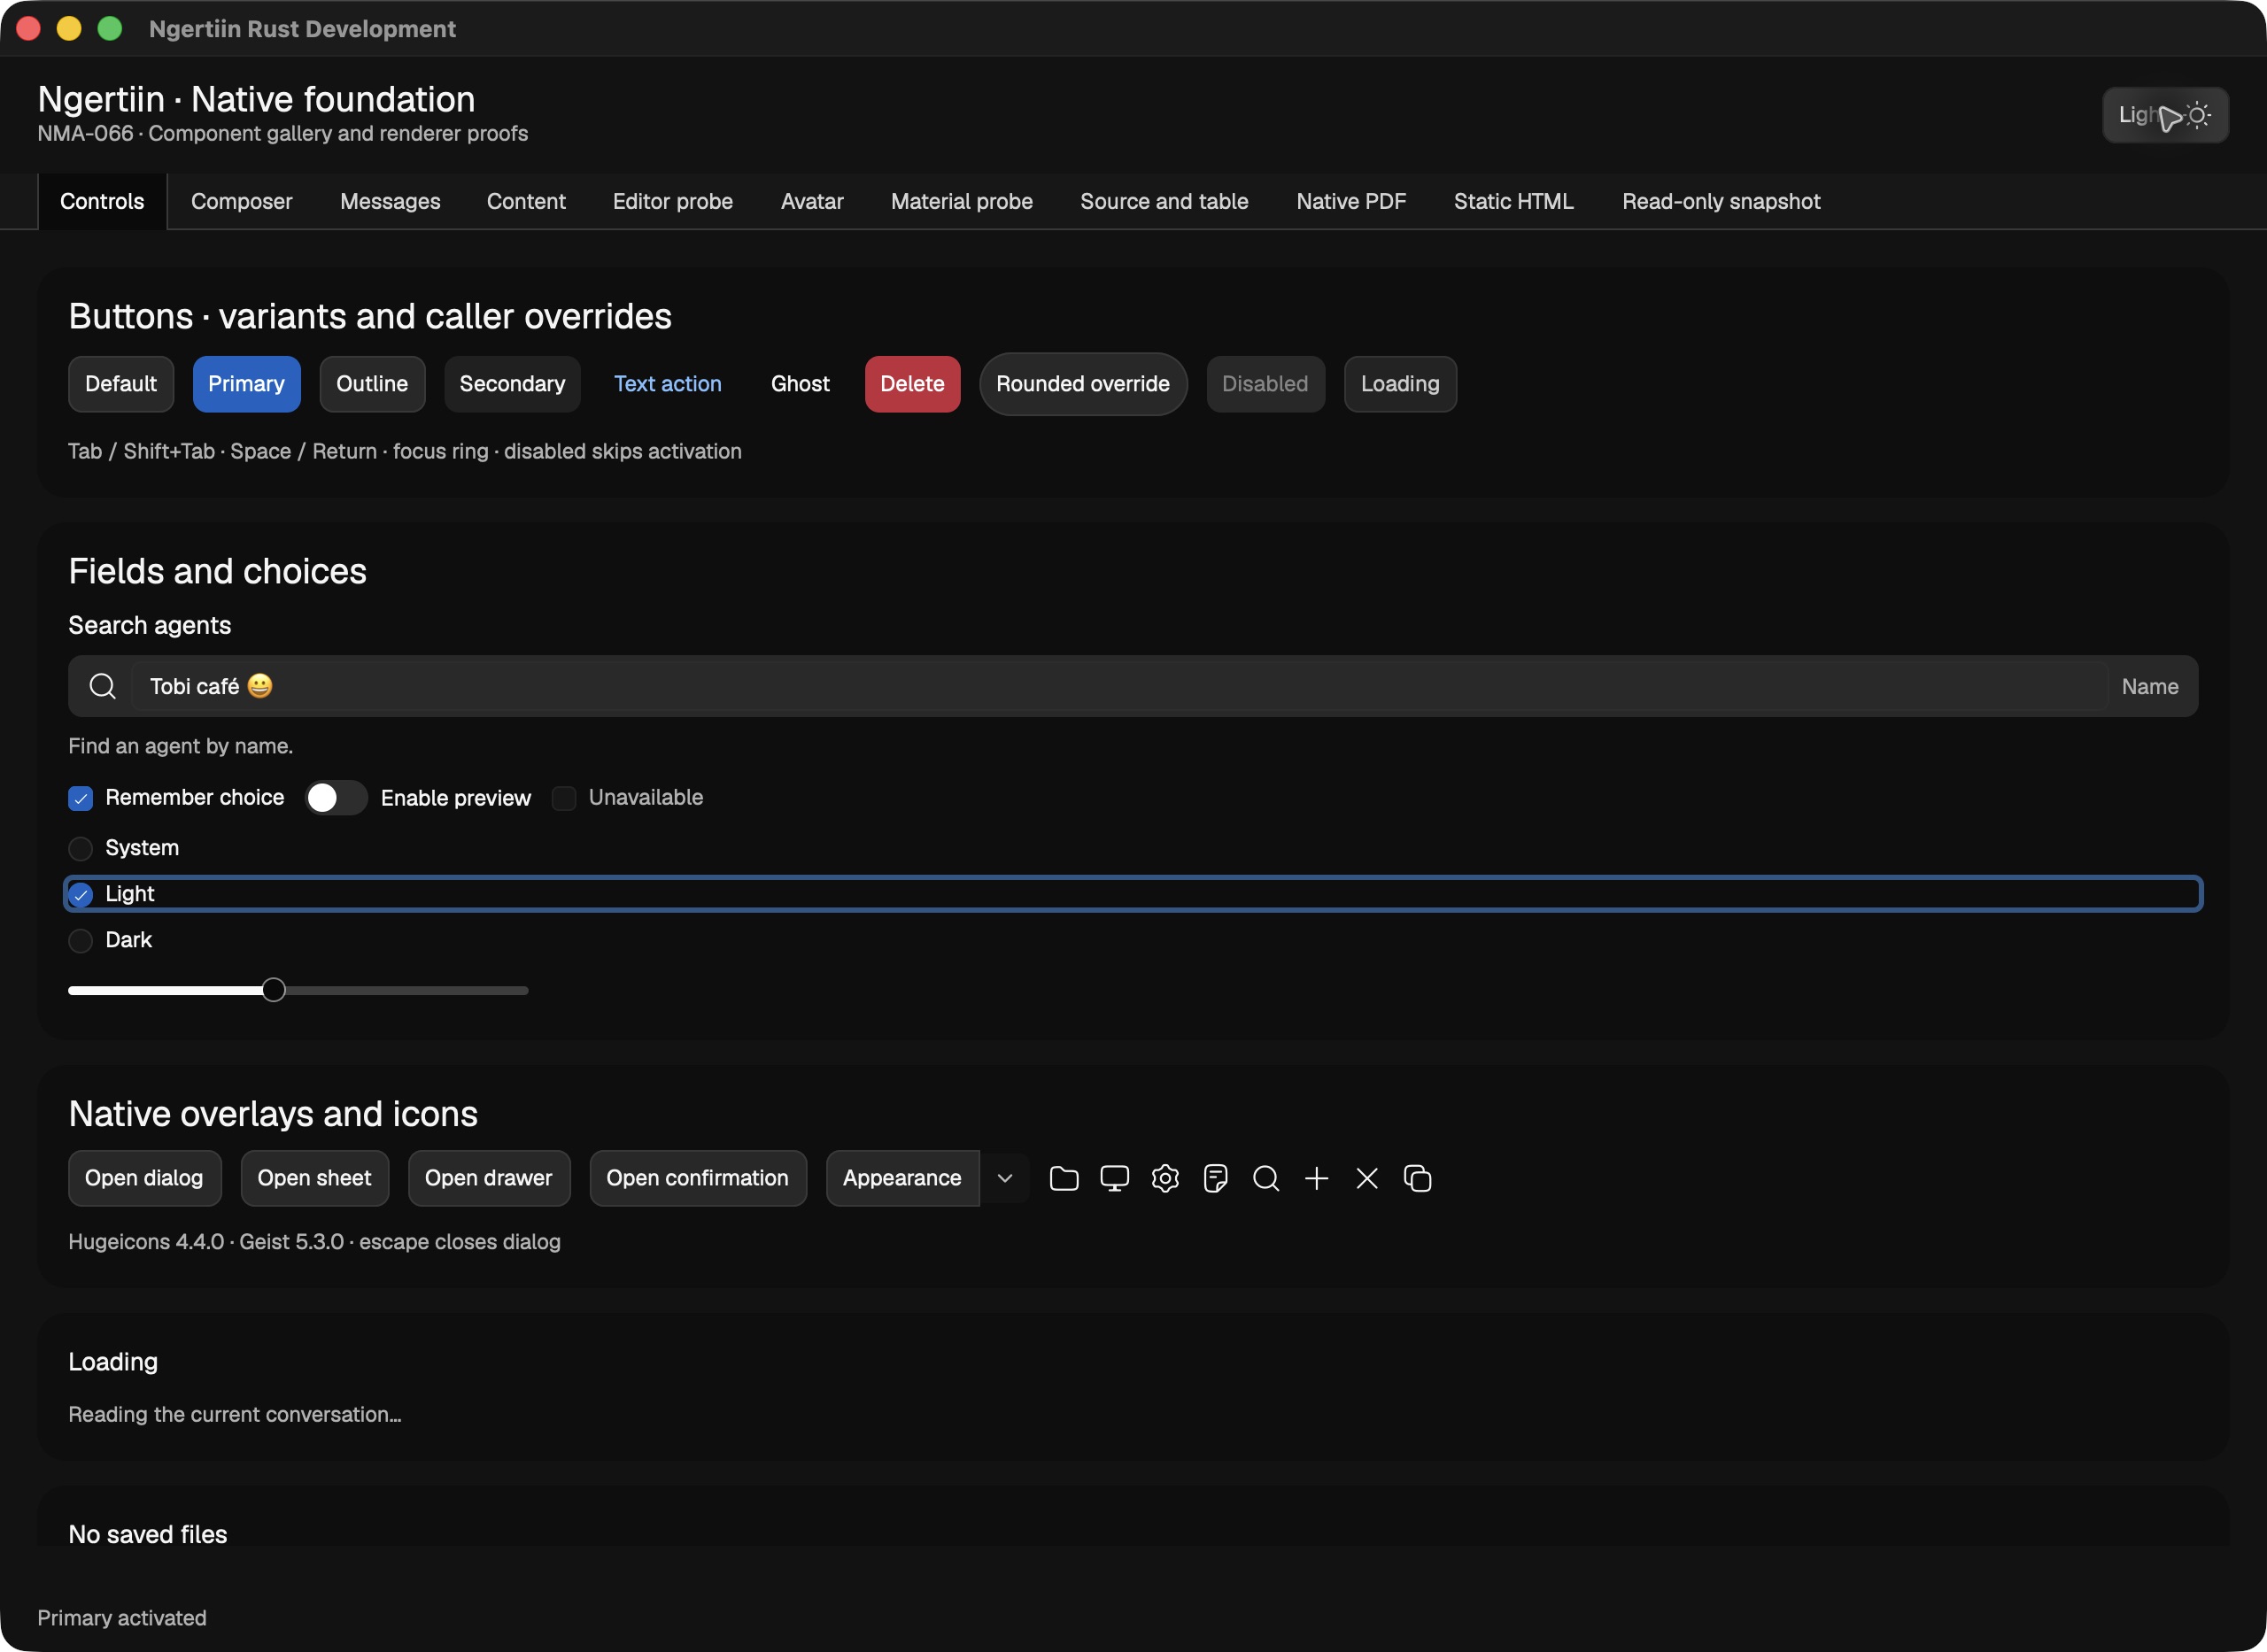 Ngertiin Rust Development
Ngertiin · Native foundation
NMA-066 · Component gallery and renderer proofs
Controls Composer Messages Content Editor probe Avatar Material probe Source and table Native PDF Static HTML Read-only snapshot
Buttons · variants and caller overrides
Default Primary Outline Secondary Text action Ghost Delete Rounded override Disabled Loading
Tab / Shift+Tab · Space / Return · focus ring · disabled skips activation
Fields and choices
Search agents
Tobi café 😀 Name
Find an agent by name.
Remember choice Enable preview Unavailable
System
Light
Dark
Native overlays and icons
Open dialog Open sheet Open drawer Open confirmation Appearance
Hugeicons 4.4.0 · Geist 5.3.0 · escape closes dialog
Loading
Reading the current conversation…
No saved files
Primary activated